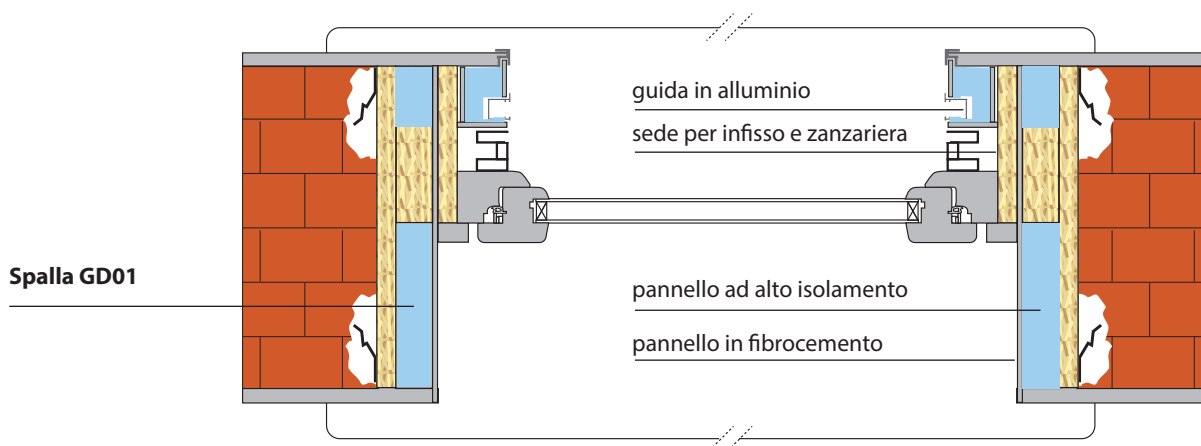 guida in alluminio
sede per infisso e zanzariera
Spalla GD01
pannello ad alto isolamento
pannello in fibrocemento